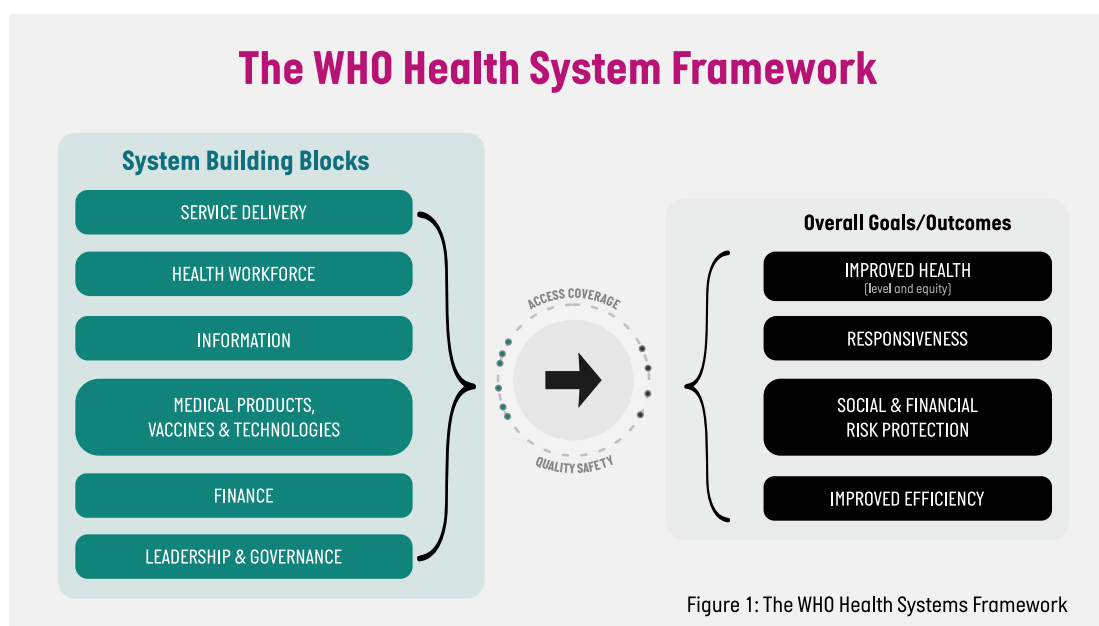 The WHO Health System Framework
System Building Blocks
SERVICE DELIVERY
HEALTH WORKFORCE
INFORMATION
MEDICAL PRODUCTS,
VACCINES & TECHNOLOGIES
FINANCE
LEADERSHIP & GOVERNANCE
ACCESS COVERAGE
QUALITY SAFETY
Overall Goals/Outcomes
IMPROVED HEALTH
(level and equity)
RESPONSIVENESS
SOCIAL & FINANCIAL
RISK PROTECTION
IMPROVED EFFICIENCY
Figure 1: The WHO Health Systems Framework